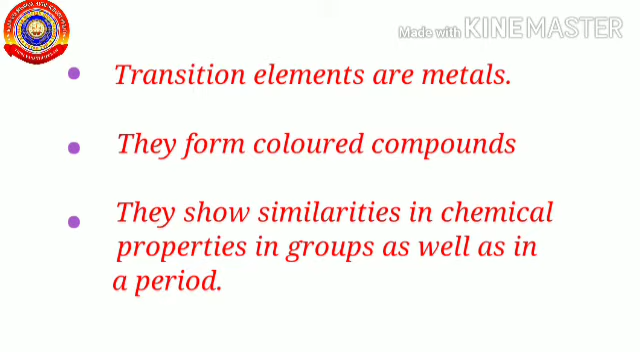 Made with KINEMASTER
Transition elements are metals.
They form coloured compounds
They show similarities in chemical
properties in groups as well as in
a period.